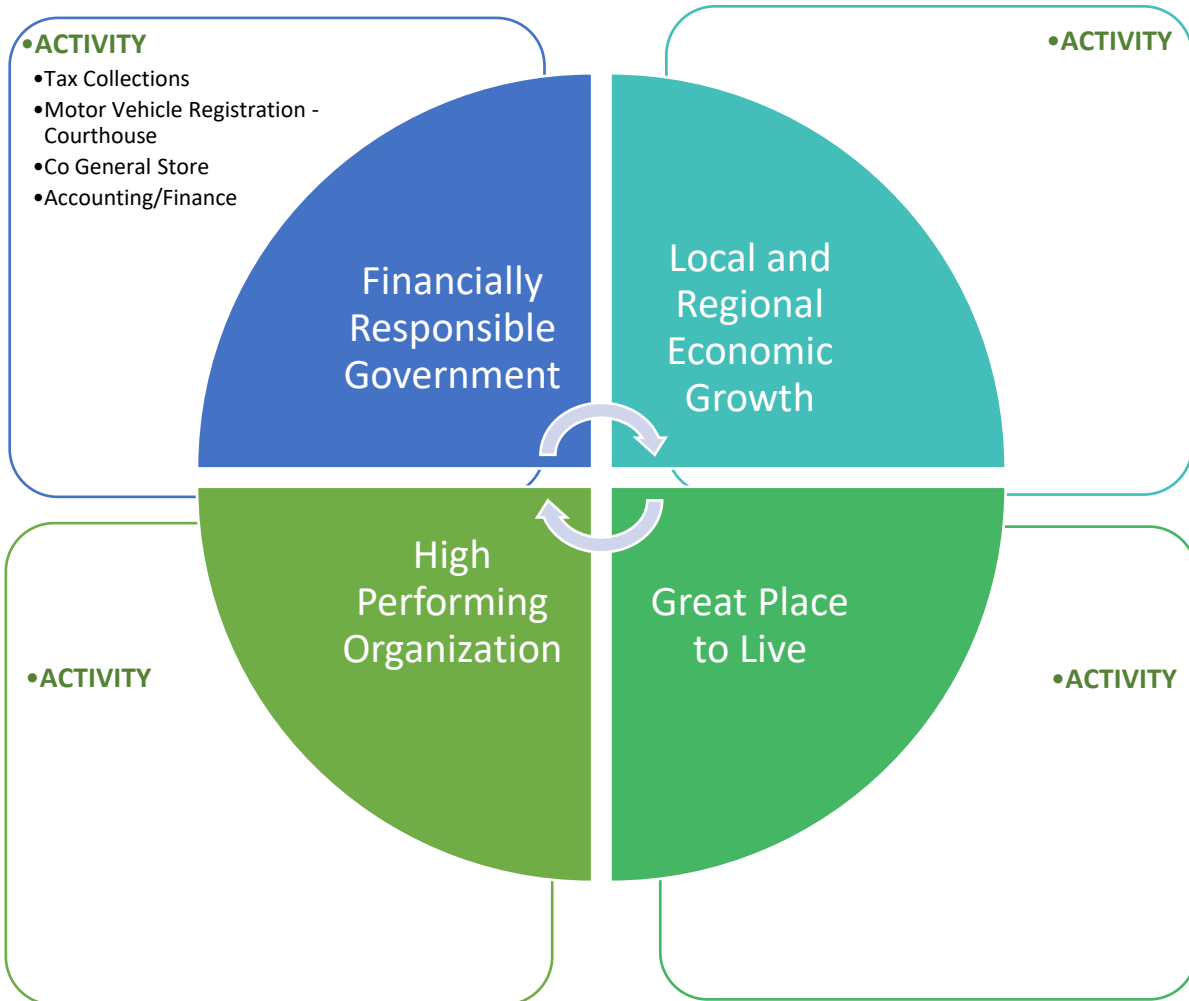 •ACTIVITY
•Tax Collections
•Motor Vehicle Registration -
Courthouse
•Co General Store
•Accounting/Finance
•ACTIVITY
Financially
Responsible
Government
Local and
Regional
Economic
Growth
High
Performing
Organization
Great Place
to Live
•ACTIVITY
•ACTIVITY